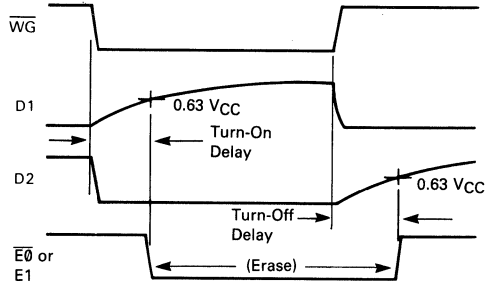 WG
D1
0.63 VCC
Turn-On
Delay
D2
0.63 VCC
Turn-Off
Delay
E0 or
E1
(Erase)